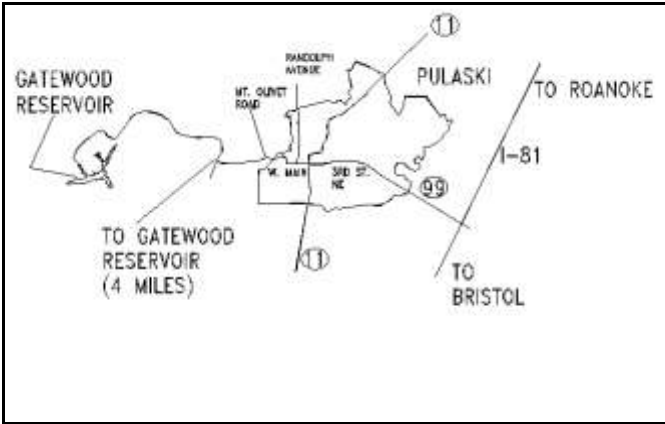 11
RANDOLPH
AVENUE
PULASKI
GATEWOOD
RESERVOIR
MT. OLIVET
ROAD
TO ROANOKE
I-81
W. MAIN
3RD ST.
NE
99
TO GATEWOOD
RESERVOIR
(4 MILES)
11
TO
BRISTOL